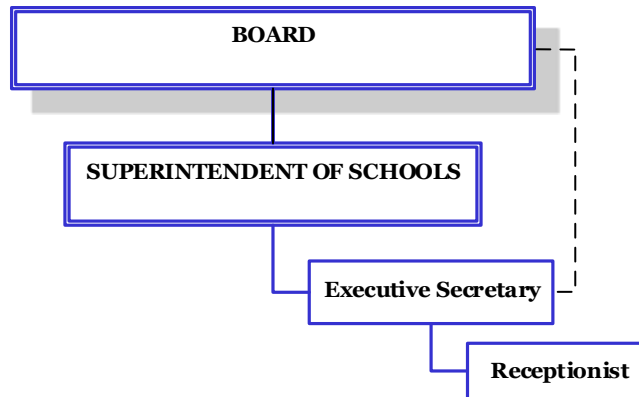 BOARD
SUPERINTENDENT OF SCHOOLS
Executive Secretary
Receptionist